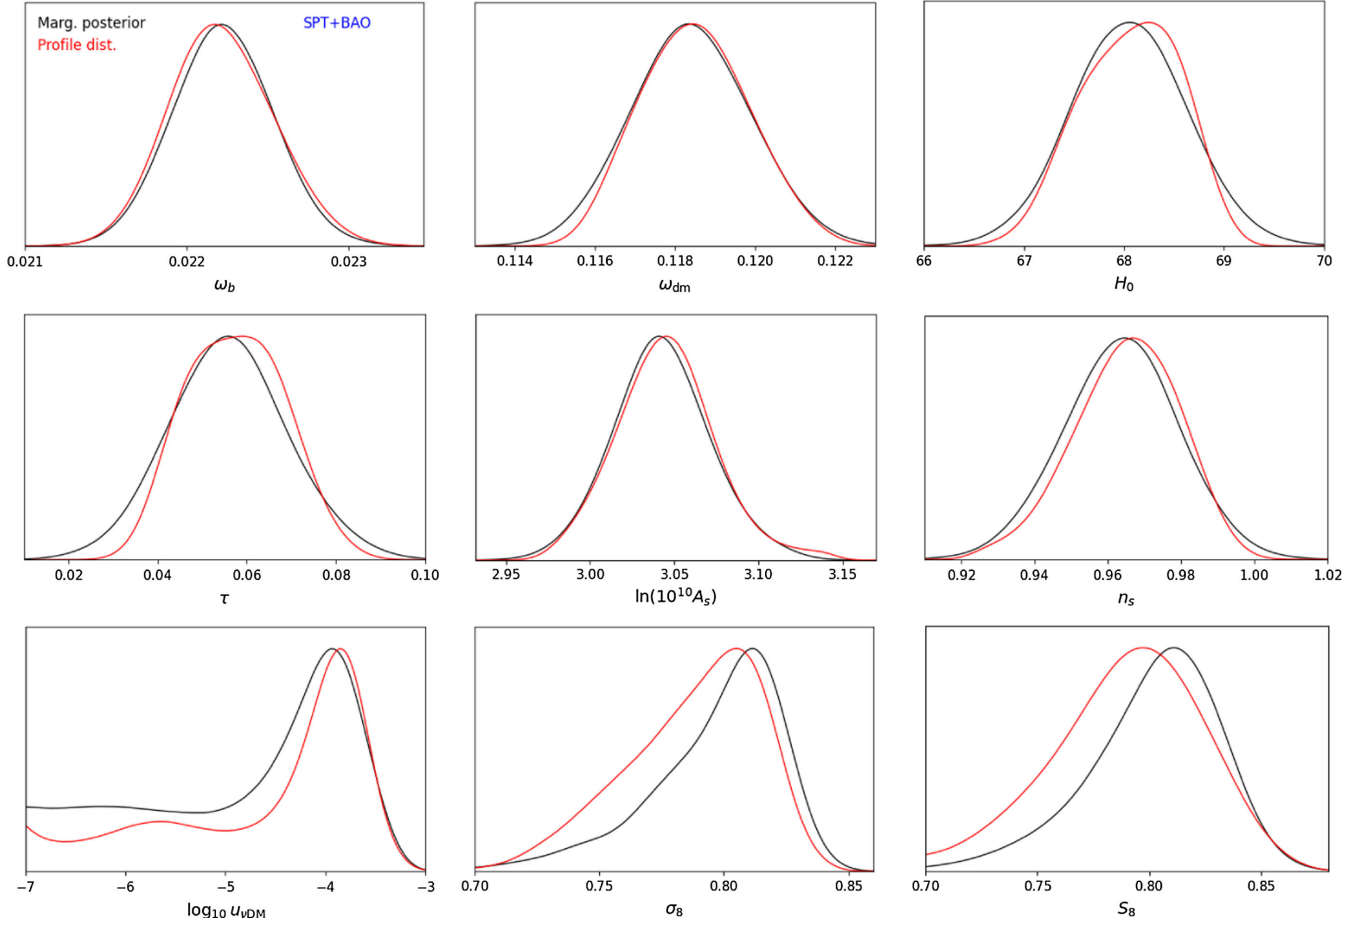 Marg. posterior SPT+BAO
Profile dist.
0.021 0.022 0.023
ω_b
0.114 0.116 0.118 0.120 0.122
ω_dm
66 67 68 69 70
H_0
0.02 0.04 0.06 0.08 0.10
τ
2.95 3.00 3.05 3.10 3.15
ln(10^10 A_s)
0.92 0.94 0.96 0.98 1.00 1.02
n_s
−7 −6 −5 −4 −3
log_10 u_νDM
0.70 0.75 0.80 0.85
σ_8
0.70 0.75 0.80 0.85
S_8